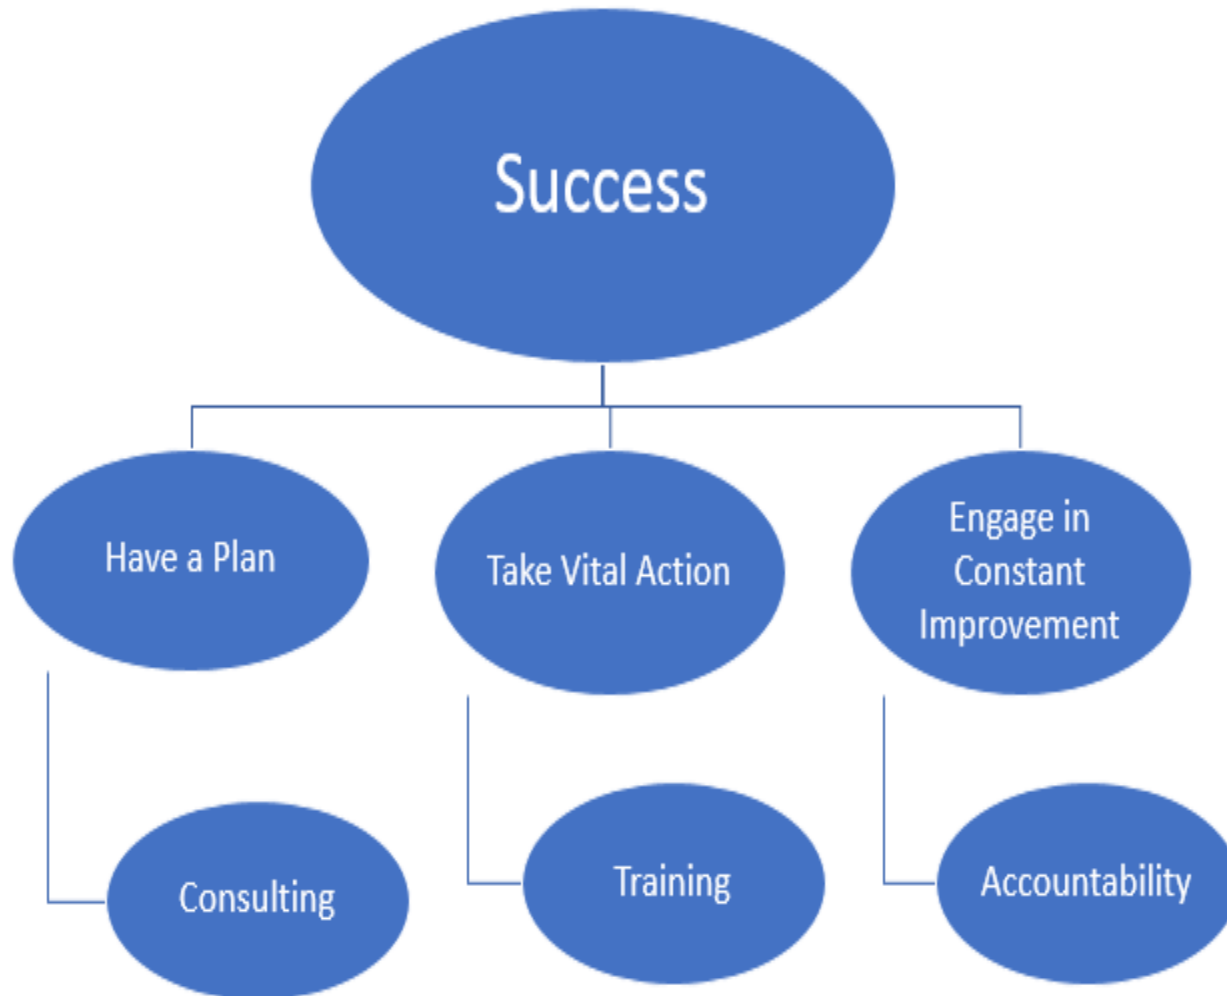 Success
Have a Plan
Take Vital Action
Engage in
Constant
Improvement
Consulting
Training
Accountability